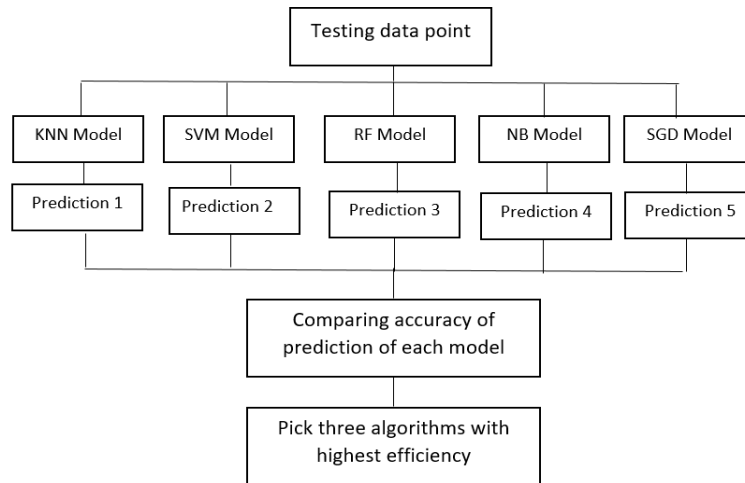 Testing data point
KNN Model
SVM Model
RF Model
NB Model
SGD Model
Prediction 1
Prediction 2
Prediction 3
Prediction 4
Prediction 5
Comparing accuracy of
prediction of each model
Pick three algorithms with
highest efficiency